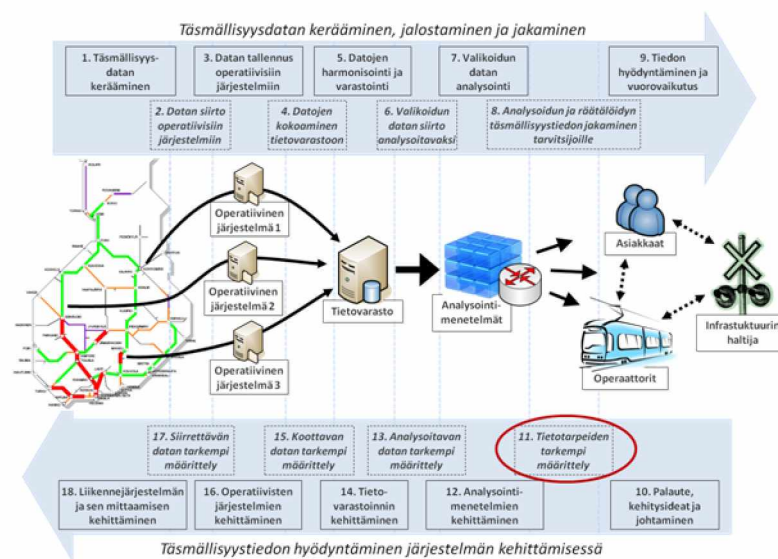 Täsmällisyysdatan kerääminen, jalostaminen ja jakaminen
1. Täsmällisyys-
datan
kerääminen
3. Datan tallennus
operatiivisiin
järjestelmiin
5. Datojen
harmonisointi ja
varastointi
7. Valikoidun
datan
analysointi
9. Tiedon
hyödyntäminen ja
vuorovaikutus
2. Datan siirto
operatiivisiin
järjestelmiin
4. Datojen
kokoaminen
tietovarastoon
6. Valikoidun
datan siirto
analysoitavaksi
8. Analysoidun ja räätälöidyn
täsmällisyystiedon jakaminen
tarvitsijoille
Operatiivinen
järjestelmä 1
Operatiivinen
järjestelmä 2
Operatiivinen
järjestelmä 3
Tietovarasto
Analysointi-
menetelmät
Asiakkaat
Operaattorit
Infrastuktuurin
haltija
17. Siirrettävän
datan tarkempi
määrittely
15. Koottavan
datan tarkempi
määrittely
13. Analysoitavan
datan tarkempi
määrittely
11. Tietotarpeiden
tarkempi
määrittely
18. Liikennejärjestelmän
ja sen mittaamisen
kehittäminen
16. Operatiivisten
järjestelmien
kehittäminen
14. Tieto-
varastoinnin
kehittäminen
12. Analysointi-
menetelmien
kehittäminen
10. Palaute,
kehitysideat ja
johtaminen
Täsmällisyystiedon hyödyntäminen järjestelmän kehittämisessä